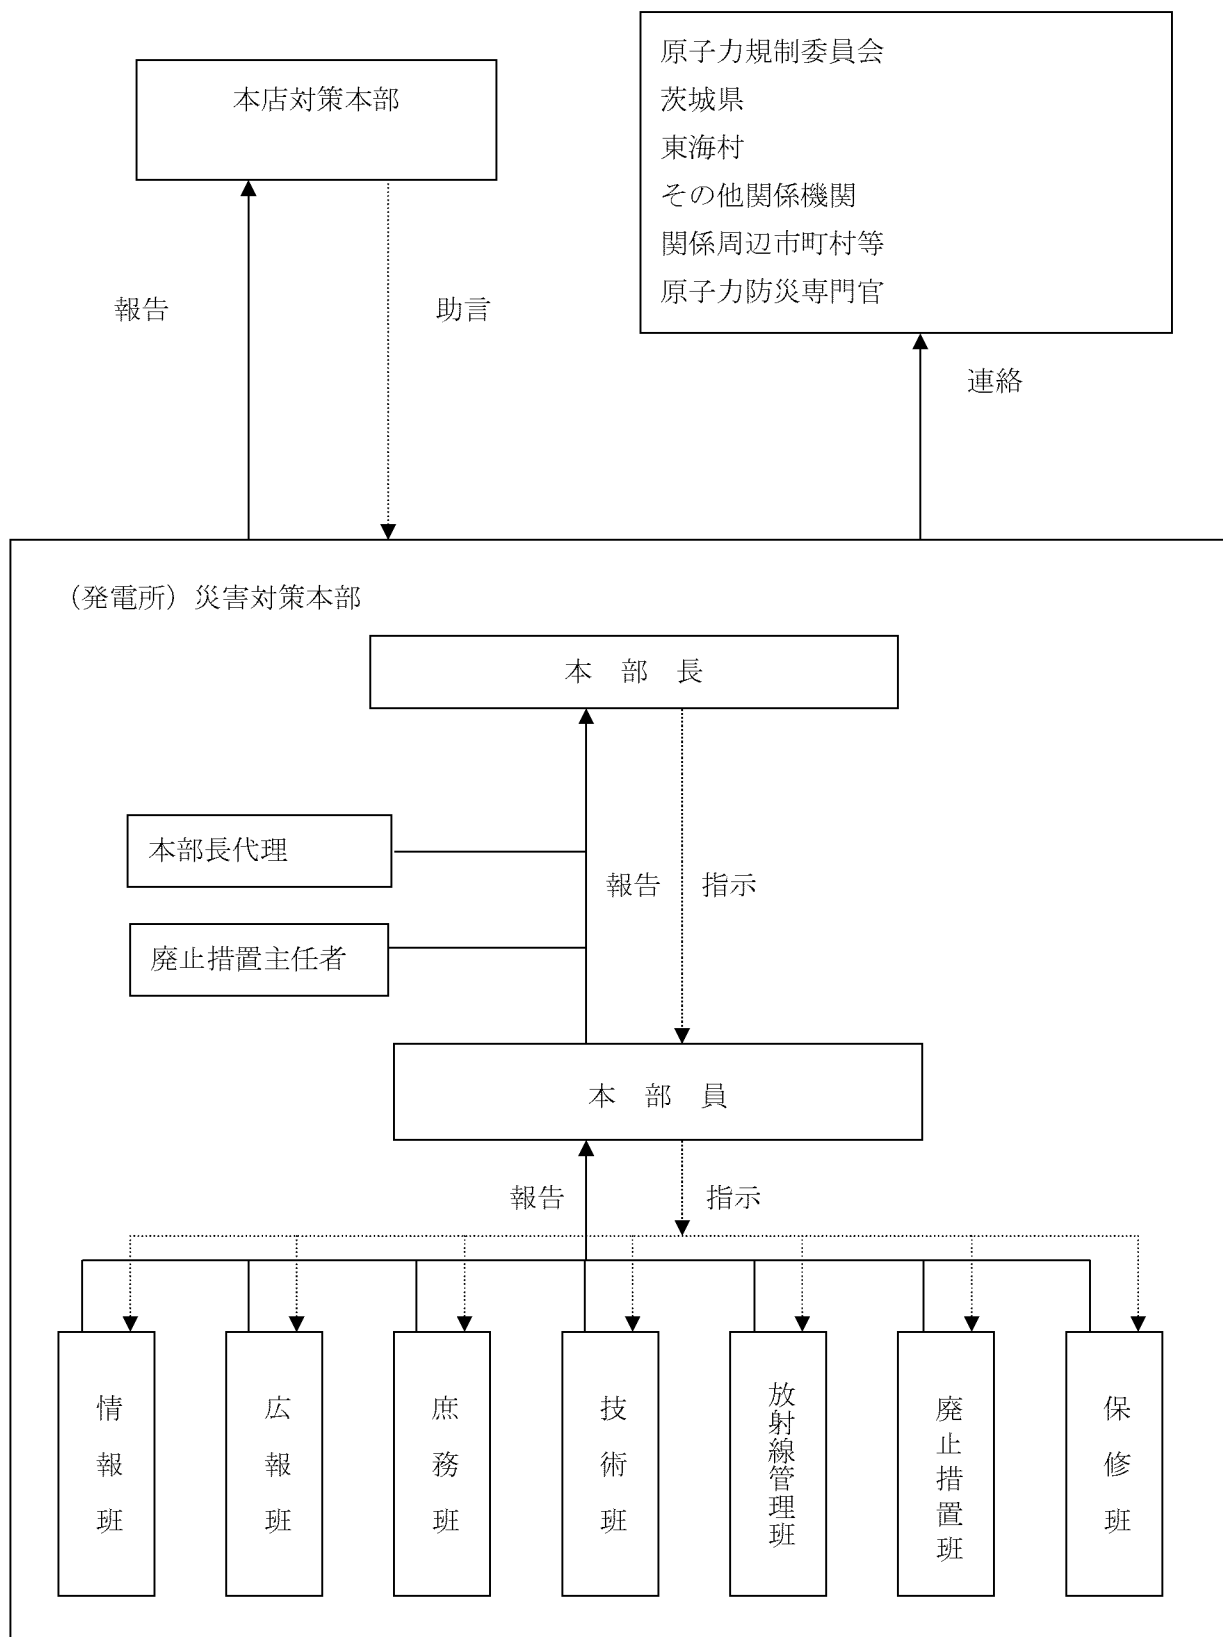 本店対策本部
原子力規制委員会
茨城県
東海村
その他関係機関
関係周辺市町村等
原子力防災専門官
報告
助言
連絡
（発電所）災害対策本部
本　部　長
本部長代理
報告
指示
廃止措置主任者
本　部　員
報告
指示
情報班
広報班
庶務班
技術班
放射線管理班
廃止措置班
保修班